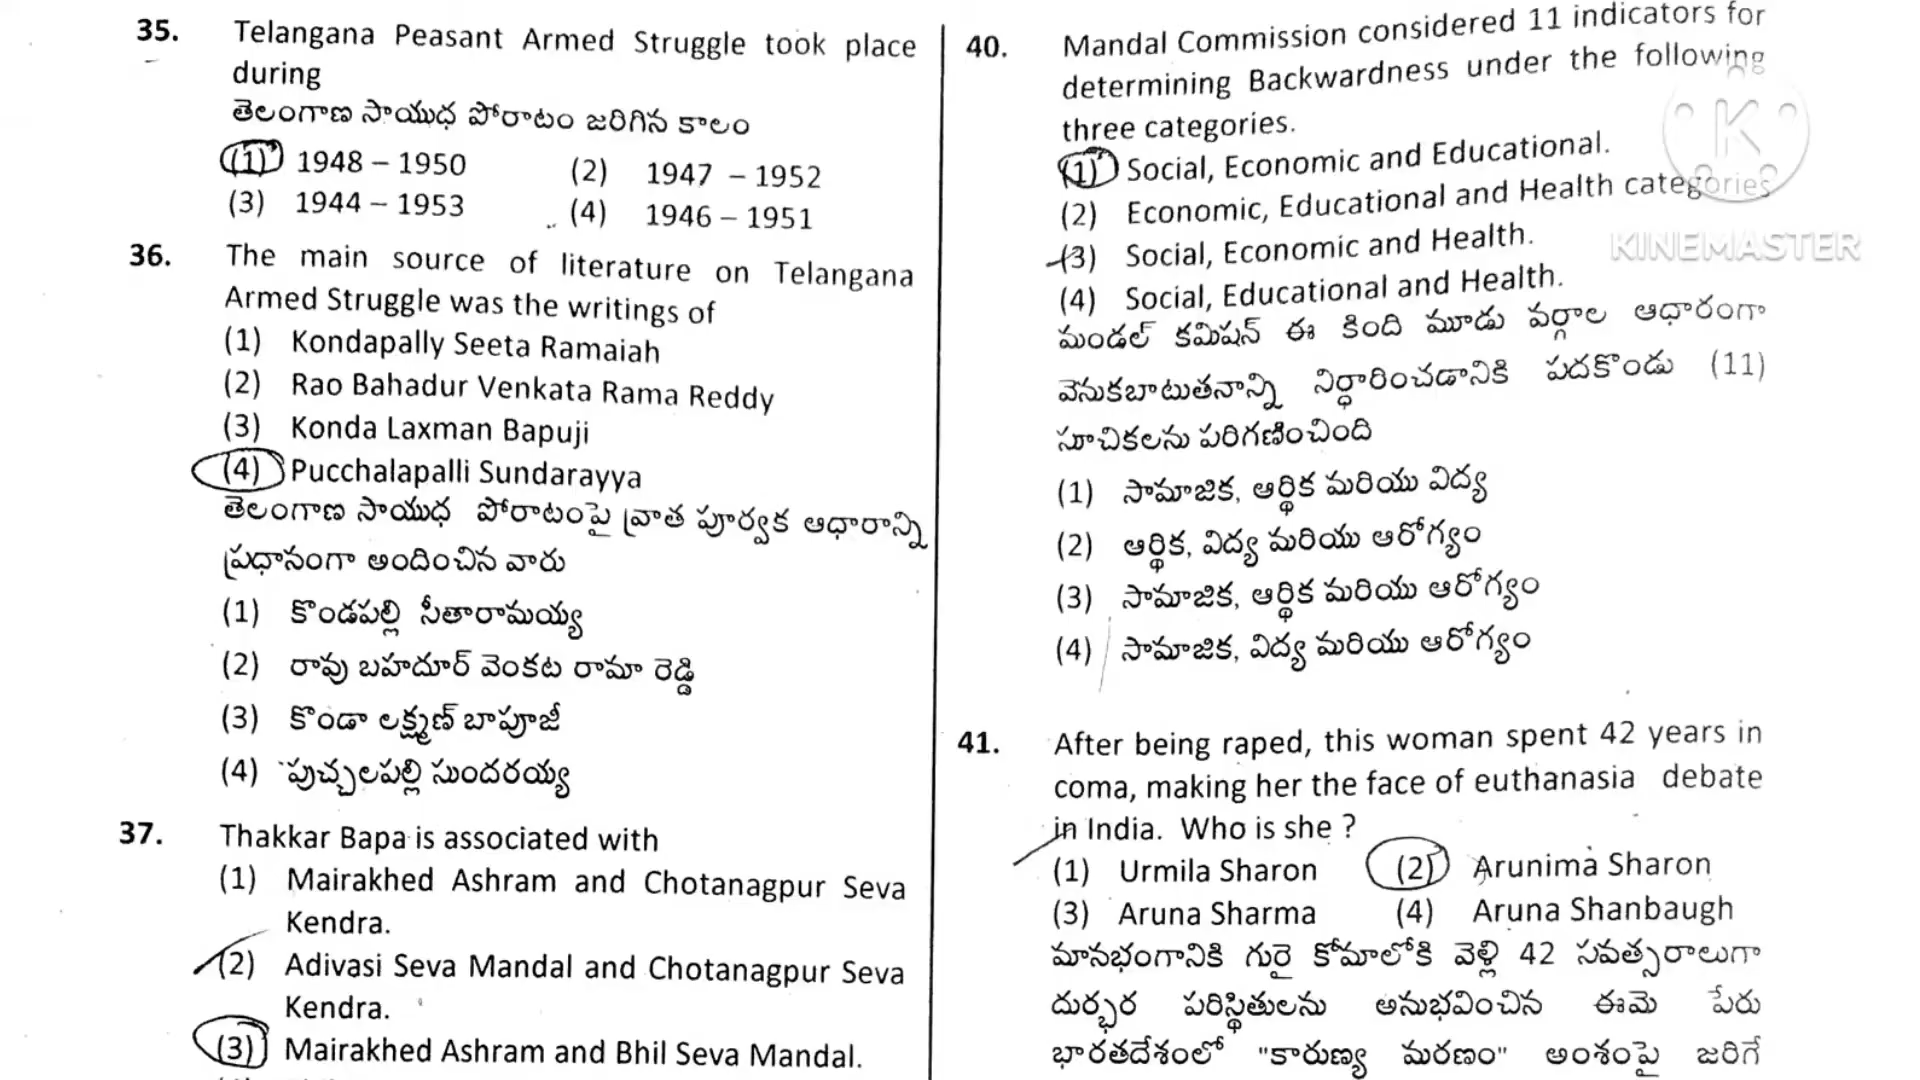 35. Telangana Peasant Armed Struggle took place
during
తెలంగాణ సాయుధ పోరాటం జరిగిన కాలం
(1) 1948 – 1950 (2) 1947 – 1952
(3) 1944 – 1953 (4) 1946 – 1951
36. The main source of literature on Telangana
Armed Struggle was the writings of
(1) Kondapally Seeta Ramaiah
(2) Rao Bahadur Venkata Rama Reddy
(3) Konda Laxman Bapuji
(4) Pucchalapalli Sundarayya
తెలంగాణ సాయుధ పోరాటంపై వ్రాత పూర్వక ఆధారాన్ని
ప్రధానంగా అందించిన వారు
(1) కొండపల్లి సీతారామయ్య
(2) రావు బహదూర్ వెంకట రామా రెడ్డి
(3) కొండా లక్ష్మణ్ బాపూజీ
(4) పుచ్చలపల్లి సుందరయ్య
37. Thakkar Bapa is associated with
(1) Mairakhed Ashram and Chotanagpur Seva
Kendra.
(2) Adivasi Seva Mandal and Chotanagpur Seva
Kendra.
(3) Mairakhed Ashram and Bhil Seva Mandal.
40. Mandal Commission considered 11 indicators for
determining Backwardness under the following
three categories.
(1) Social, Economic and Educational.
(2) Economic, Educational and Health categories
(3) Social, Economic and Health.
(4) Social, Educational and Health.
మండల్ కమిషన్ ఈ కింది మూడు వర్గాల ఆధారంగా
వెనుకబాటుతనాన్ని నిర్ధారించడానికి పదకొండు (11)
సూచికలను పరిగణించింది
(1) సామాజిక, ఆర్థిక మరియు విద్య
(2) ఆర్థిక, విద్య మరియు ఆరోగ్యం
(3) సామాజిక, ఆర్థిక మరియు ఆరోగ్యం
(4) సామాజిక, విద్య మరియు ఆరోగ్యం
41. After being raped, this woman spent 42 years in
coma, making her the face of euthanasia debate
in India. Who is she ?
(1) Urmila Sharon (2) Arunima Sharon
(3) Aruna Sharma (4) Aruna Shanbaugh
మానభంగానికి గురై కోమాలోకి వెళ్లి 42 సవత్సరాలుగా
దుర్భర పరిస్థితులను అనుభవించిన ఈమె పేరు
భారతదేశంలో "కారుణ్య మరణం" అంశంపై జరిగే
K
KINEMASTER